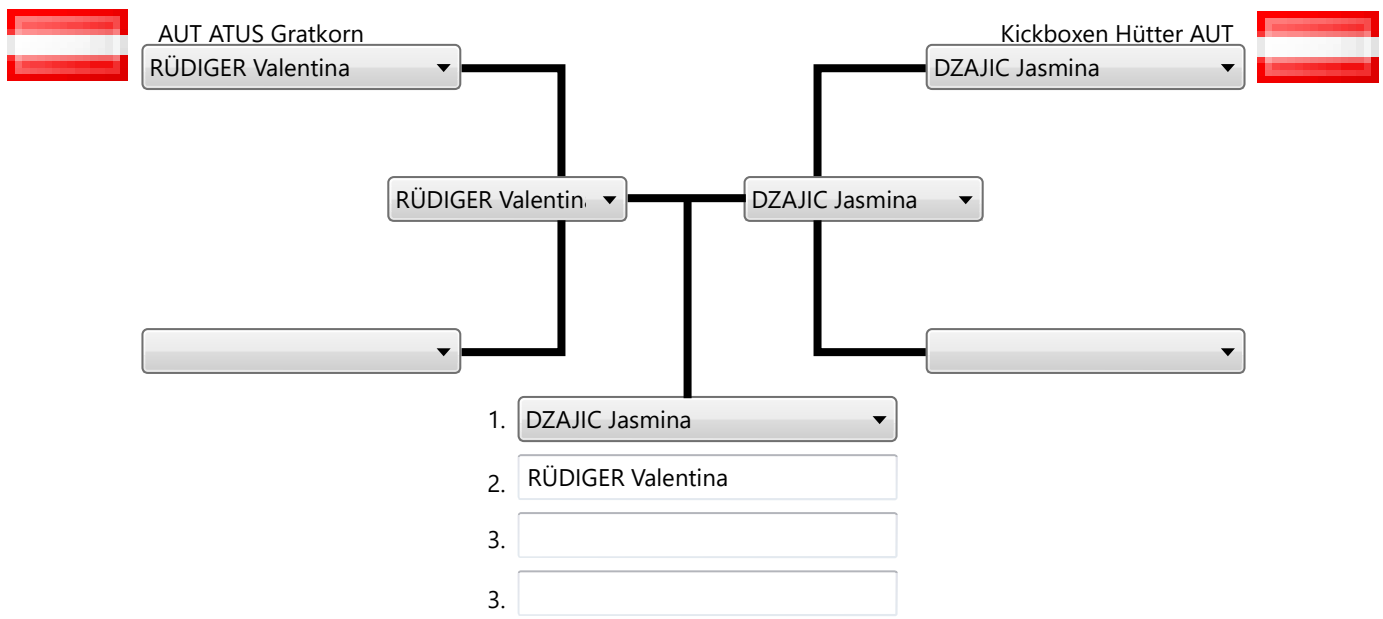 AUT ATUS Gratkorn
Kickboxen Hütter AUT
RÜDIGER Valentina
DZAJIC Jasmina
RÜDIGER Valentin
DZAJIC Jasmina
1. DZAJIC Jasmina
2. RÜDIGER Valentina
3.
3.